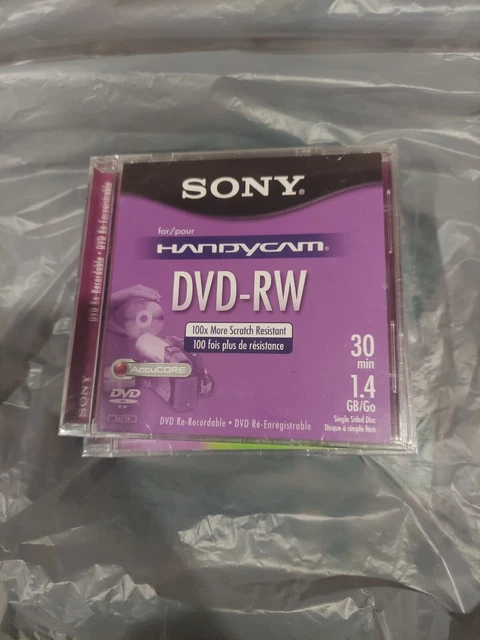 SONY®
for/pour
HANDYCAM®
DVD-RW
100x More Scratch Resistant
100 fois plus de résistance
30
min
1.4
GB/Go
Single Sided Disc
Disque à simple face
AccuCORE
DVD
RW
DVD Re-Recordable • DVD Ré-Enregistrable
SONY
DVD Re-Recordable • DVD Ré-Enregistrable